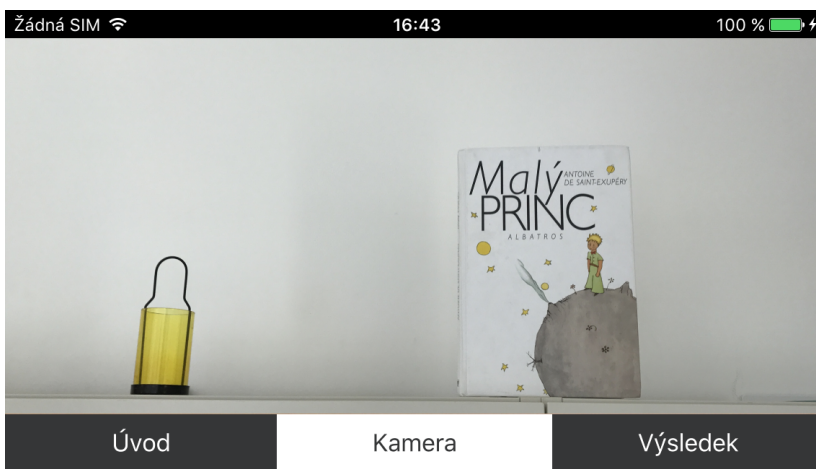 Žádná SIM
16:43
100 %
Malý
ANTOINE
DE SAINT-EXUPÉRY
PRINC
ALBATROS
Úvod
Kamera
Výsledek